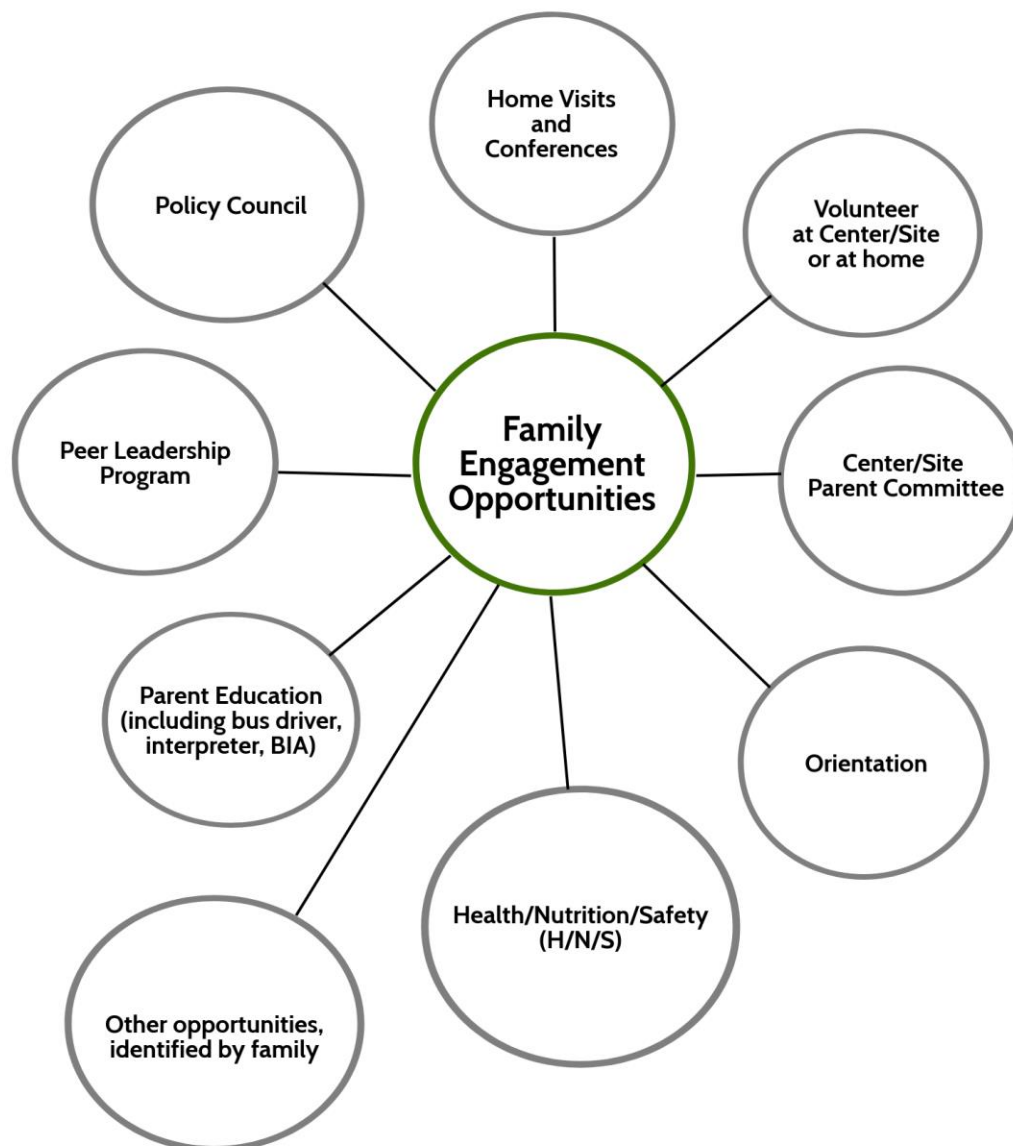 Home Visits
and
Conferences
Policy Council
Volunteer
at Center/Site
or at home
Family
Engagement
Opportunities
Peer Leadership
Program
Center/Site
Parent Committee
Parent Education
(including bus driver,
interpreter, BIA)
Orientation
Health/Nutrition/Safety
(H/N/S)
Other opportunities,
identified by family